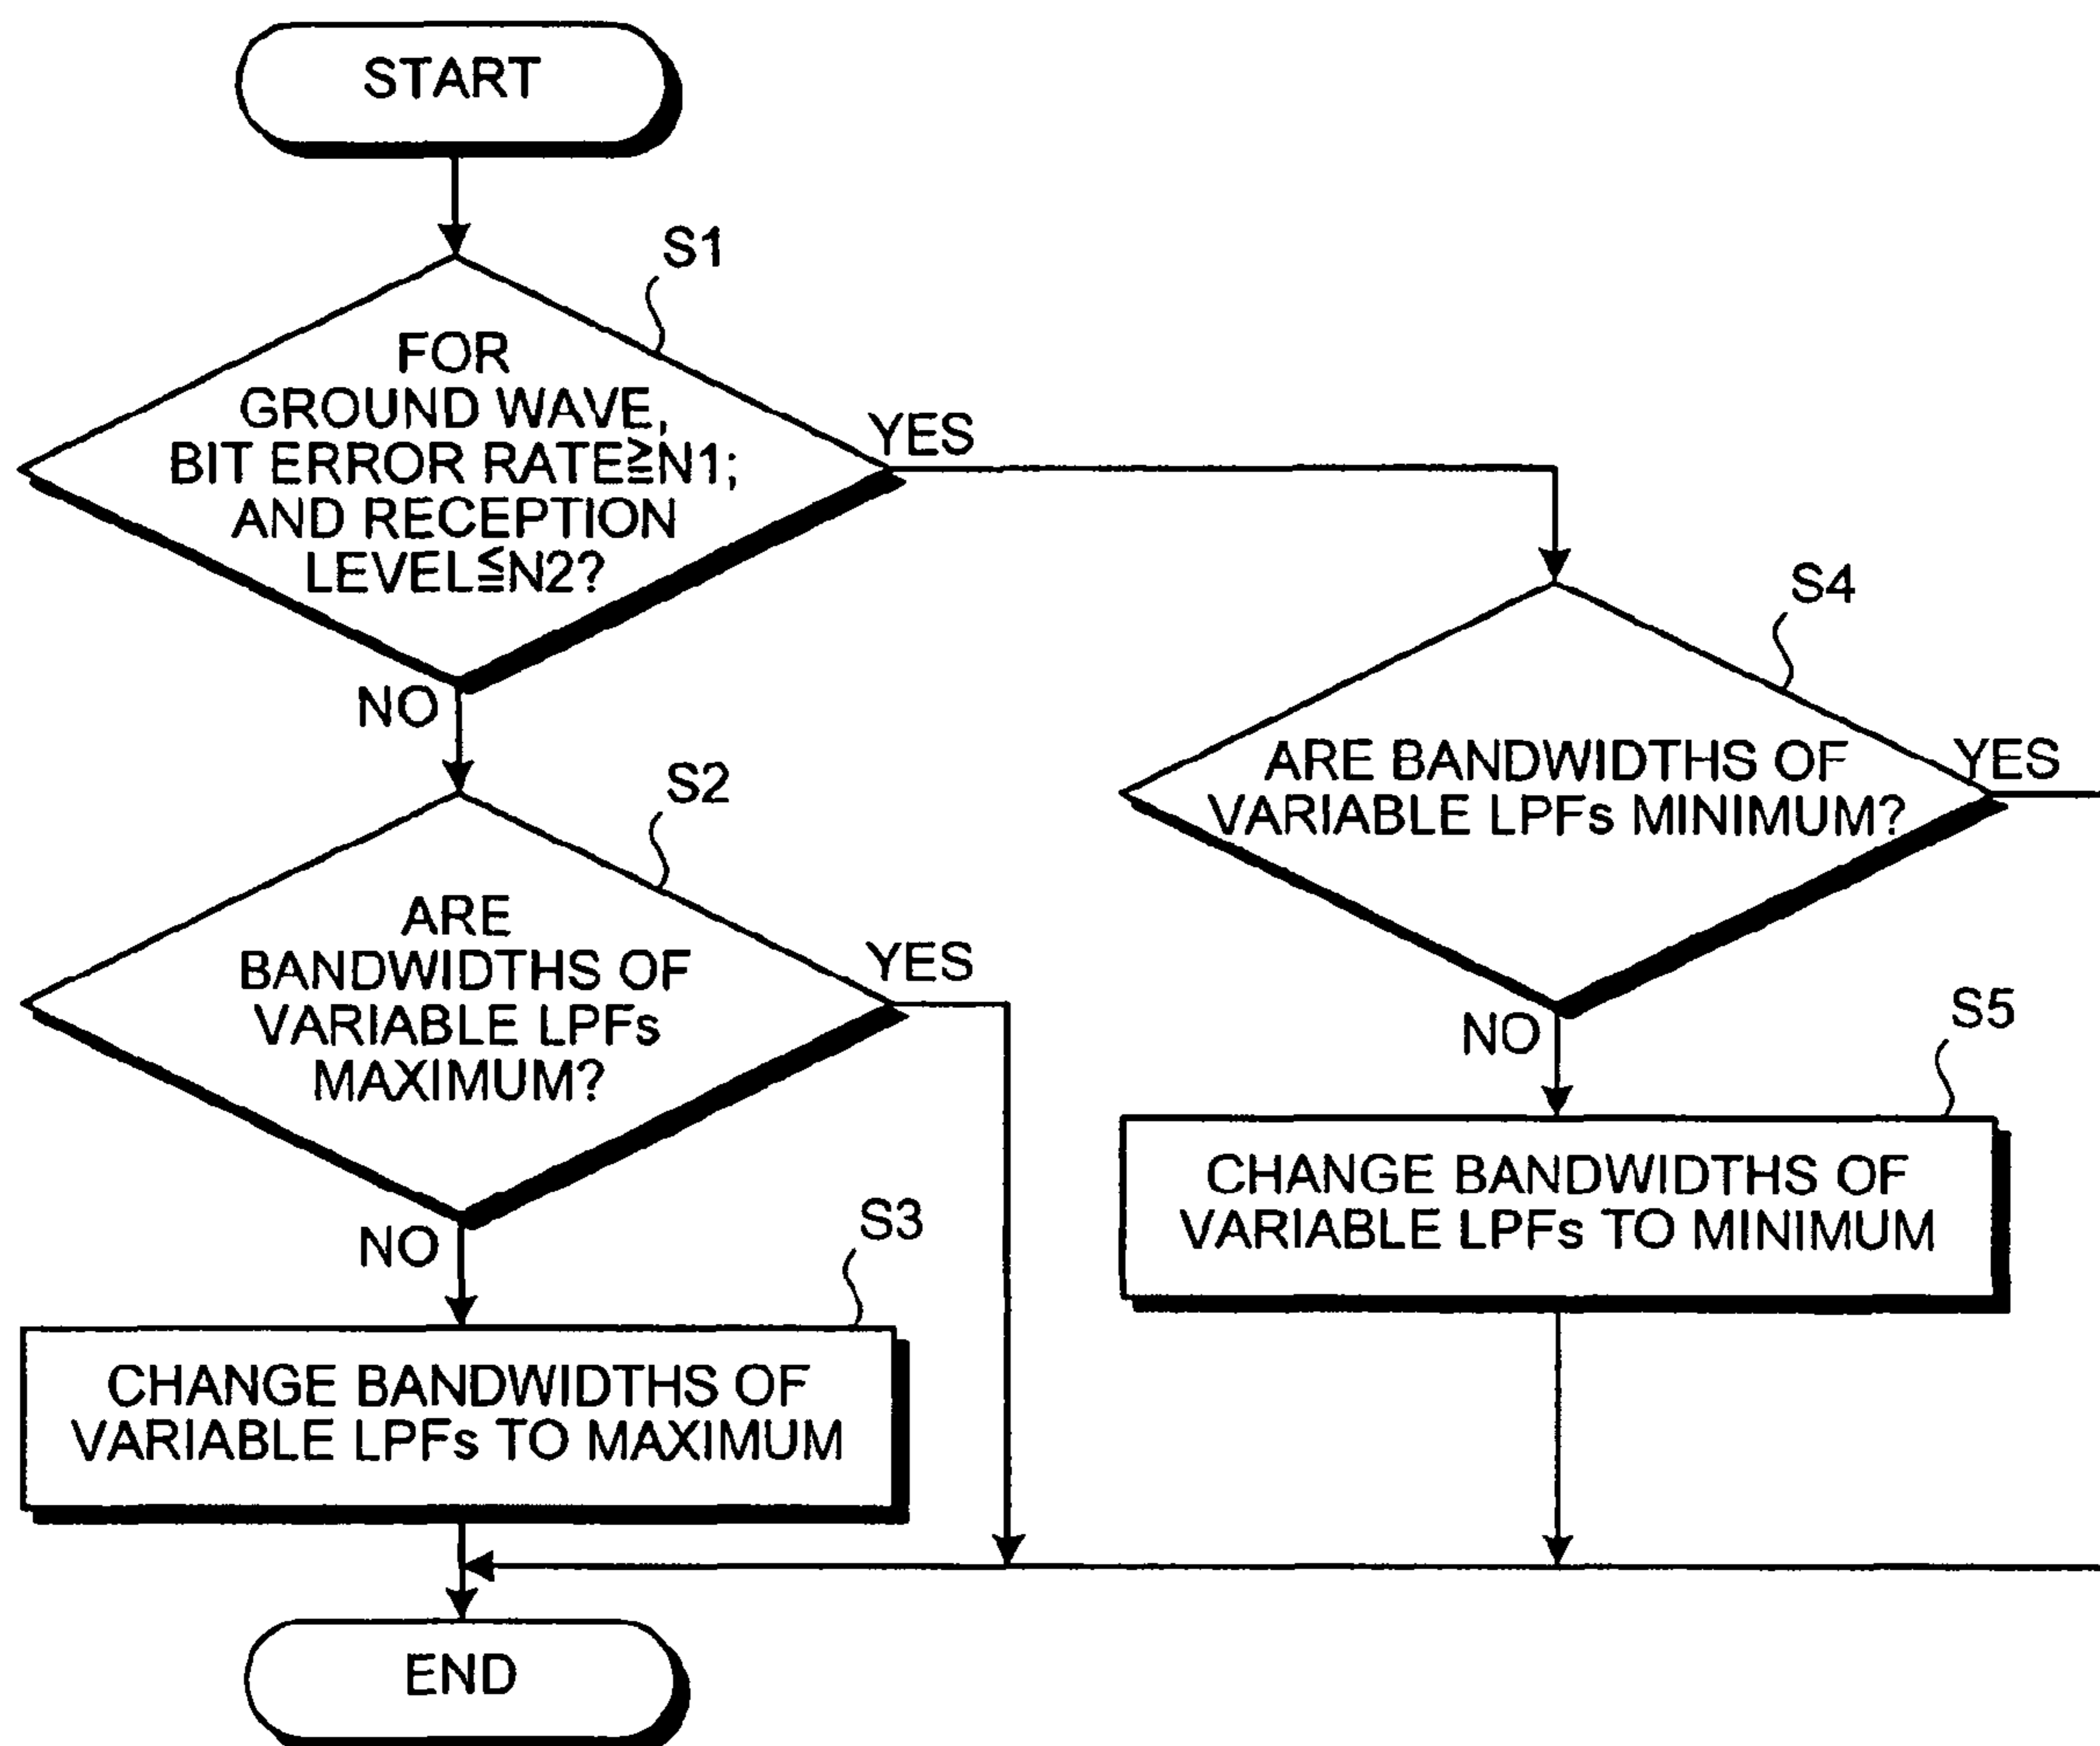 START
S1
FOR
GROUND WAVE,
BIT ERROR RATE≧N1;
AND RECEPTION
LEVEL≦N2?
YES
NO
S2
ARE
BANDWIDTHS OF
VARIABLE LPFs
MAXIMUM?
YES
NO
S3
CHANGE BANDWIDTHS OF
VARIABLE LPFs TO MAXIMUM
S4
ARE BANDWIDTHS OF
VARIABLE LPFs MINIMUM?
YES
NO
S5
CHANGE BANDWIDTHS OF
VARIABLE LPFs TO MINIMUM
END